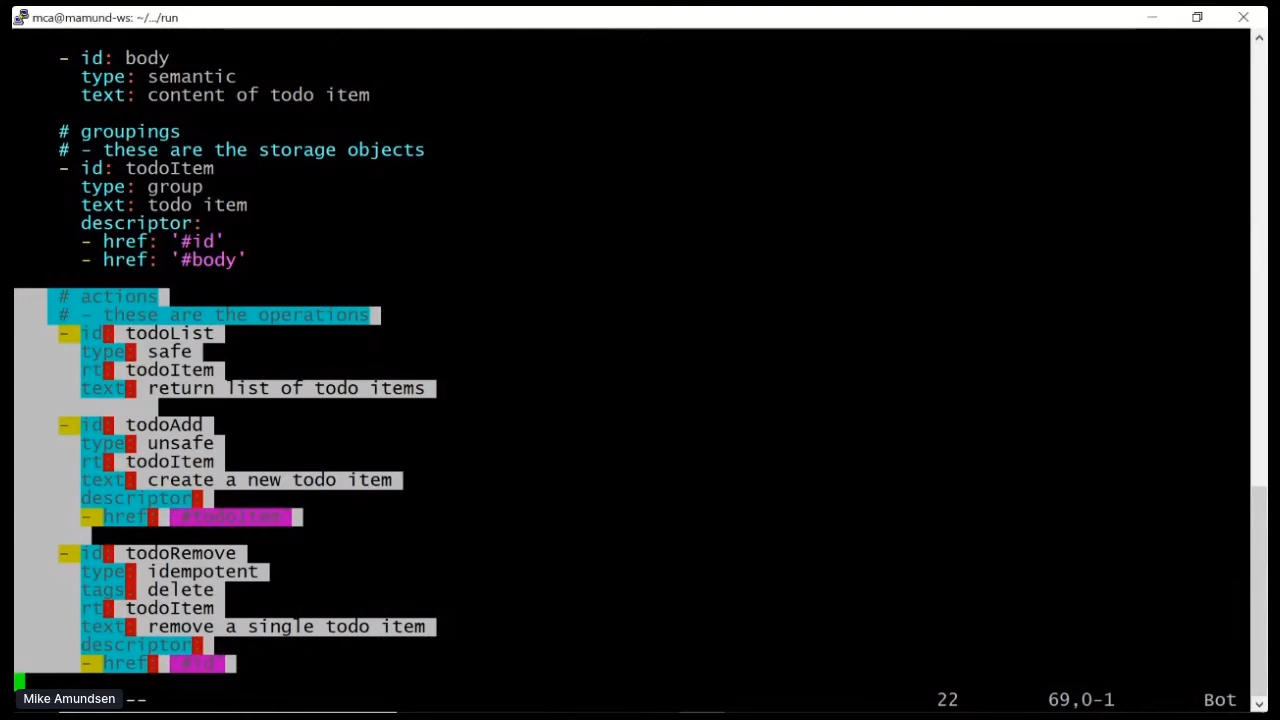 mca@mamund-ws: ~/.../run
- id: body
type: semantic
text: content of todo item
# groupings
# - these are the storage objects
- id: todoItem
type: group
text: todo item
descriptor:
- href: '#id'
- href: '#body'
# actions
# - these are the operations
- id: todoList
type: safe
rt: todoItem
text: return list of todo items
- id: todoAdd
type: unsafe
rt: todoItem
text: create a new todo item
descriptor:
- href: '#todoItem'
- id: todoRemove
type: idempotent
tags: delete
rt: todoItem
text: remove a single todo item
descriptor:
- href: '#id'
Mike Amundsen -- 22 69,0-1 Bot